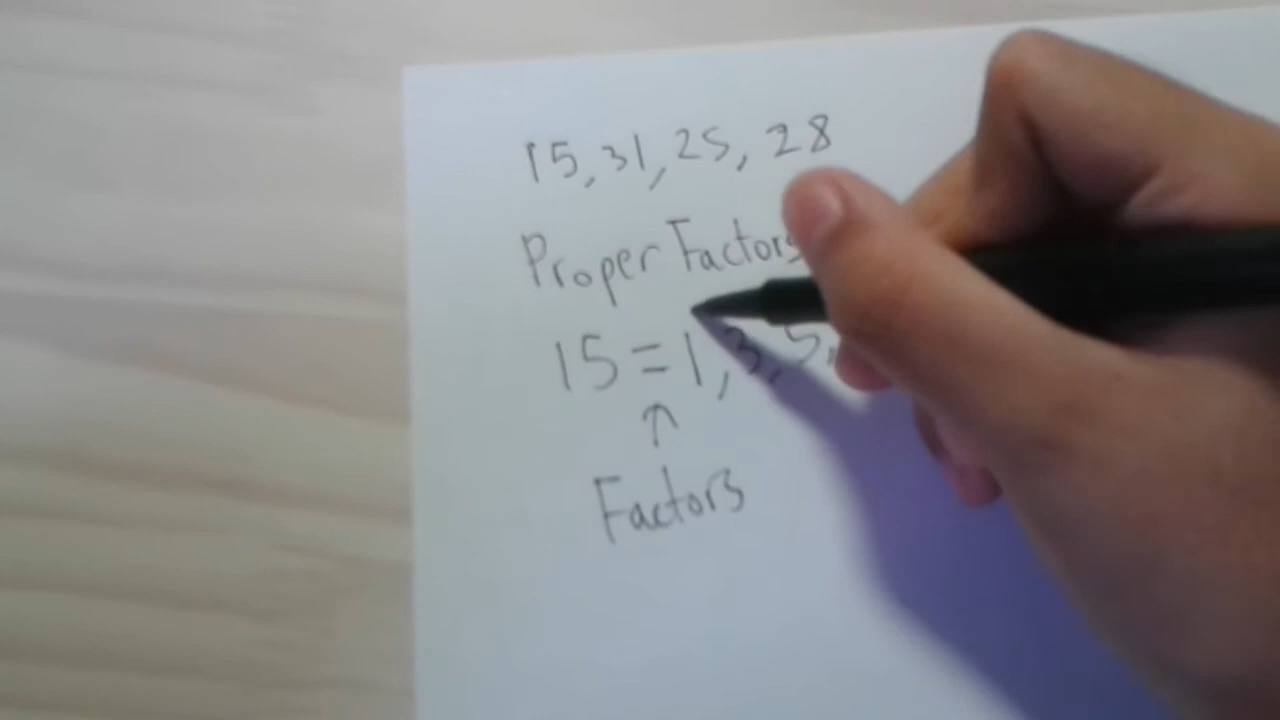 15, 31, 25, 28
Proper Factors
15 = 1, 3, 5,
↑
Factors